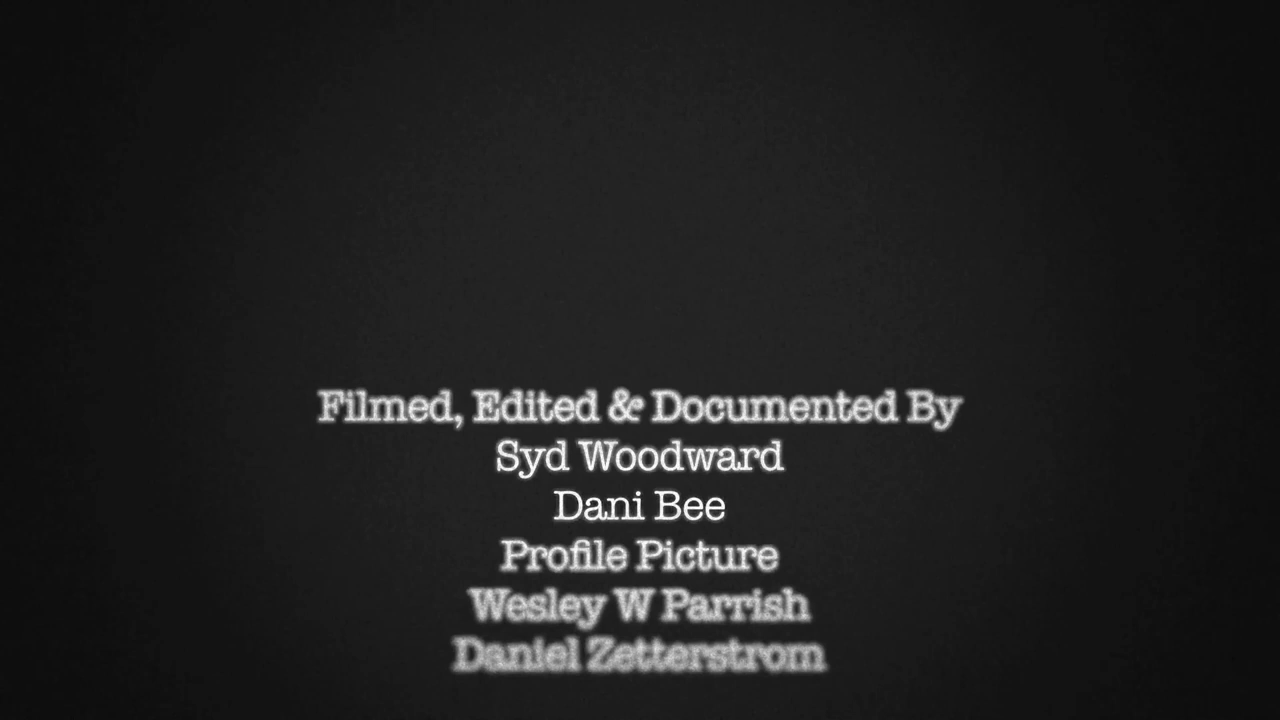 Filmed, Edited & Documented By
Syd Woodward
Dani Bee
Profile Picture
Wesley W Parrish
Daniel Zetterstrom